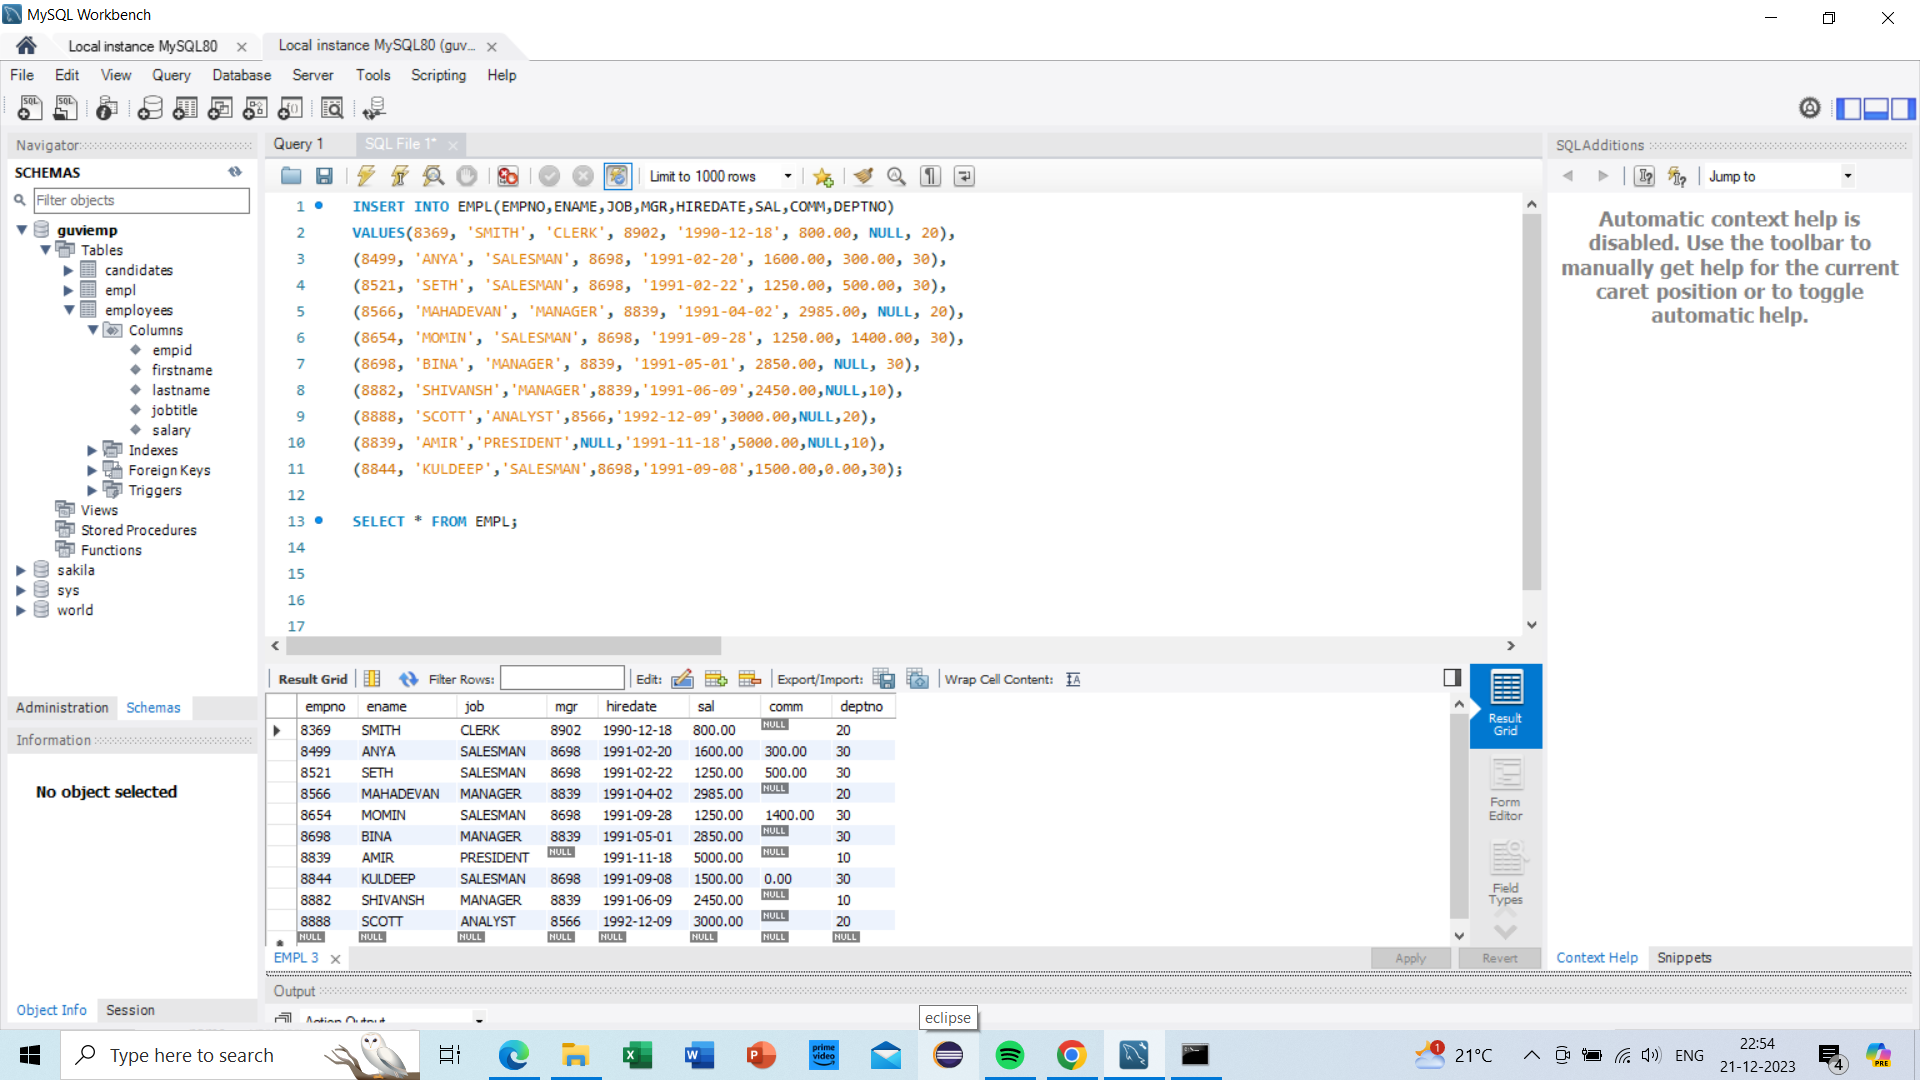 MySQL Workbench
Local instance MySQL80
Local instance MySQL80 (guv...
File Edit View Query Database Server Tools Scripting Help
Navigator
SCHEMAS
Filter objects
guviemp
Tables
candidates
empl
employees
Columns
empid
firstname
lastname
jobtitle
salary
Indexes
Foreign Keys
Triggers
Views
Stored Procedures
Functions
sakila
sys
world
Administration Schemas
Information
No object selected
Object Info Session
Query 1 SQL File 1*
Limit to 1000 rows
1 INSERT INTO EMPL(EMPNO,ENAME,JOB,MGR,HIREDATE,SAL,COMM,DEPTNO)
2 VALUES(8369, 'SMITH', 'CLERK', 8902, '1990-12-18', 800.00, NULL, 20),
3 (8499, 'ANYA', 'SALESMAN', 8698, '1991-02-20', 1600.00, 300.00, 30),
4 (8521, 'SETH', 'SALESMAN', 8698, '1991-02-22', 1250.00, 500.00, 30),
5 (8566, 'MAHADEVAN', 'MANAGER', 8839, '1991-04-02', 2985.00, NULL, 20),
6 (8654, 'MOMIN', 'SALESMAN', 8698, '1991-09-28', 1250.00, 1400.00, 30),
7 (8698, 'BINA', 'MANAGER', 8839, '1991-05-01', 2850.00, NULL, 30),
8 (8882, 'SHIVANSH','MANAGER',8839,'1991-06-09',2450.00,NULL,10),
9 (8888, 'SCOTT','ANALYST',8566,'1992-12-09',3000.00,NULL,20),
10 (8839, 'AMIR','PRESIDENT',NULL,'1991-11-18',5000.00,NULL,10),
11 (8844, 'KULDEEP','SALESMAN',8698,'1991-09-08',1500.00,0.00,30);
12
13 SELECT * FROM EMPL;
14
15
16
17
Result Grid Filter Rows: Edit: Export/Import: Wrap Cell Content:
empno ename job mgr hiredate sal comm deptno
8369 SMITH CLERK 8902 1990-12-18 800.00 NULL 20
8499 ANYA SALESMAN 8698 1991-02-20 1600.00 300.00 30
8521 SETH SALESMAN 8698 1991-02-22 1250.00 500.00 30
8566 MAHADEVAN MANAGER 8839 1991-04-02 2985.00 NULL 20
8654 MOMIN SALESMAN 8698 1991-09-28 1250.00 1400.00 30
8698 BINA MANAGER 8839 1991-05-01 2850.00 NULL 30
8839 AMIR PRESIDENT NULL 1991-11-18 5000.00 NULL 10
8844 KULDEEP SALESMAN 8698 1991-09-08 1500.00 0.00 30
8882 SHIVANSH MANAGER 8839 1991-06-09 2450.00 NULL 10
8888 SCOTT ANALYST 8566 1992-12-09 3000.00 NULL 20
NULL NULL NULL NULL NULL NULL NULL NULL
Result
Grid
Form
Editor
Field
Types
EMPL 3
Apply Revert
Output
Action Output
SQLAdditions
Jump to
Automatic context help is
disabled. Use the toolbar to
manually get help for the current
caret position or to toggle
automatic help.
Context Help Snippets
eclipse
Type here to search
prime
video
1
21°C
ENG
22:54
21-12-2023
4
PRE